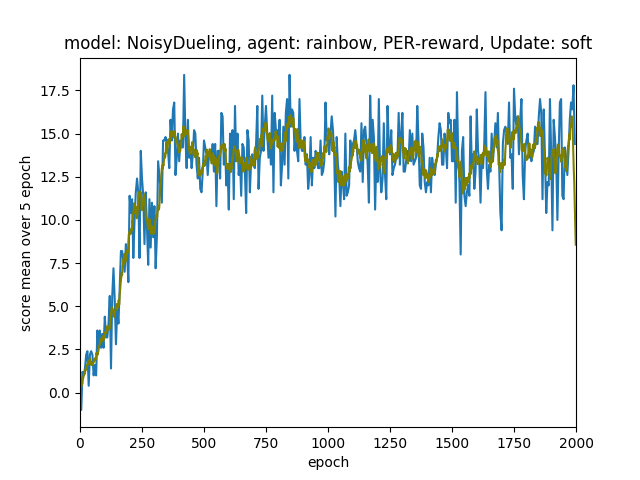 model: NoisyDueling, agent: rainbow, PER-reward, Update: soft
17.5
15.0
12.5
10.0
7.5
5.0
2.5
0.0
score mean over 5 epoch
0 250 500 750 1000 1250 1500 1750 2000
epoch